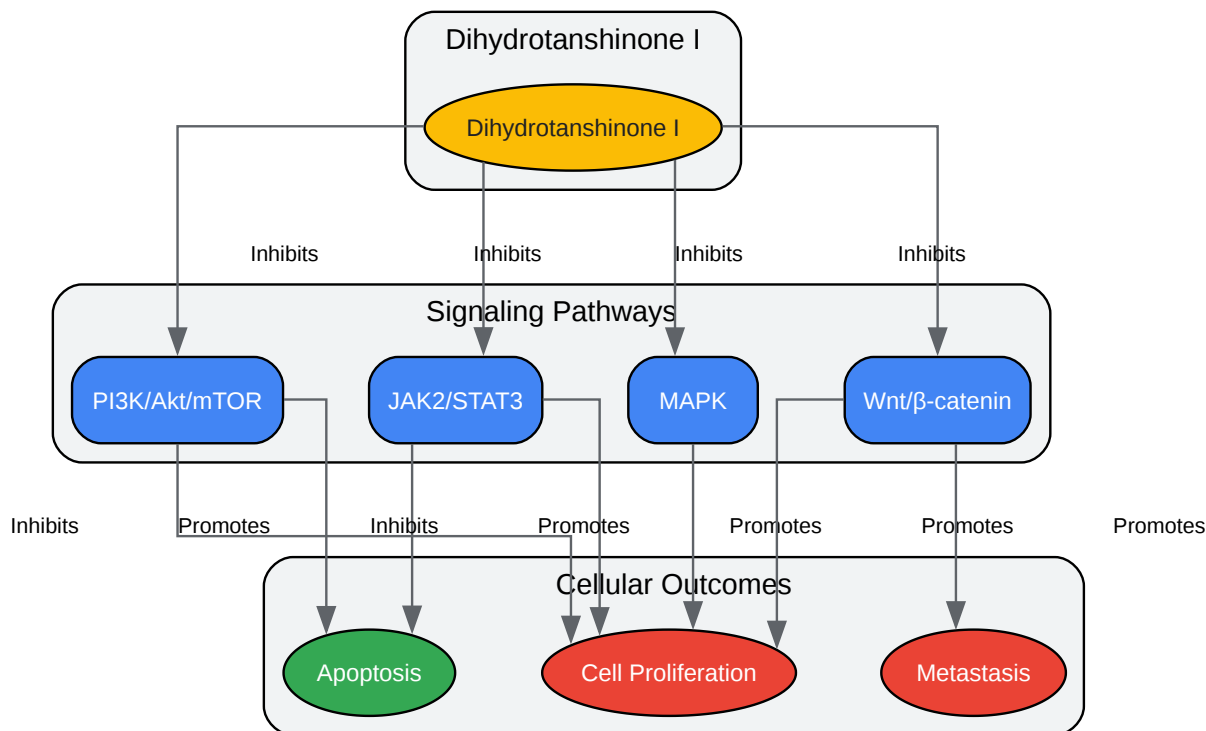 Dihydrotanshinone I
Dihydrotanshinone I
Inhibits
Inhibits
Inhibits
Inhibits
Signaling Pathways
PI3K/Akt/mTOR
JAK2/STAT3
MAPK
Wnt/β-catenin
Inhibits
Promotes
Inhibits
Promotes
Promotes
Promotes
Promotes
Cellular Outcomes
Apoptosis
Cell Proliferation
Metastasis